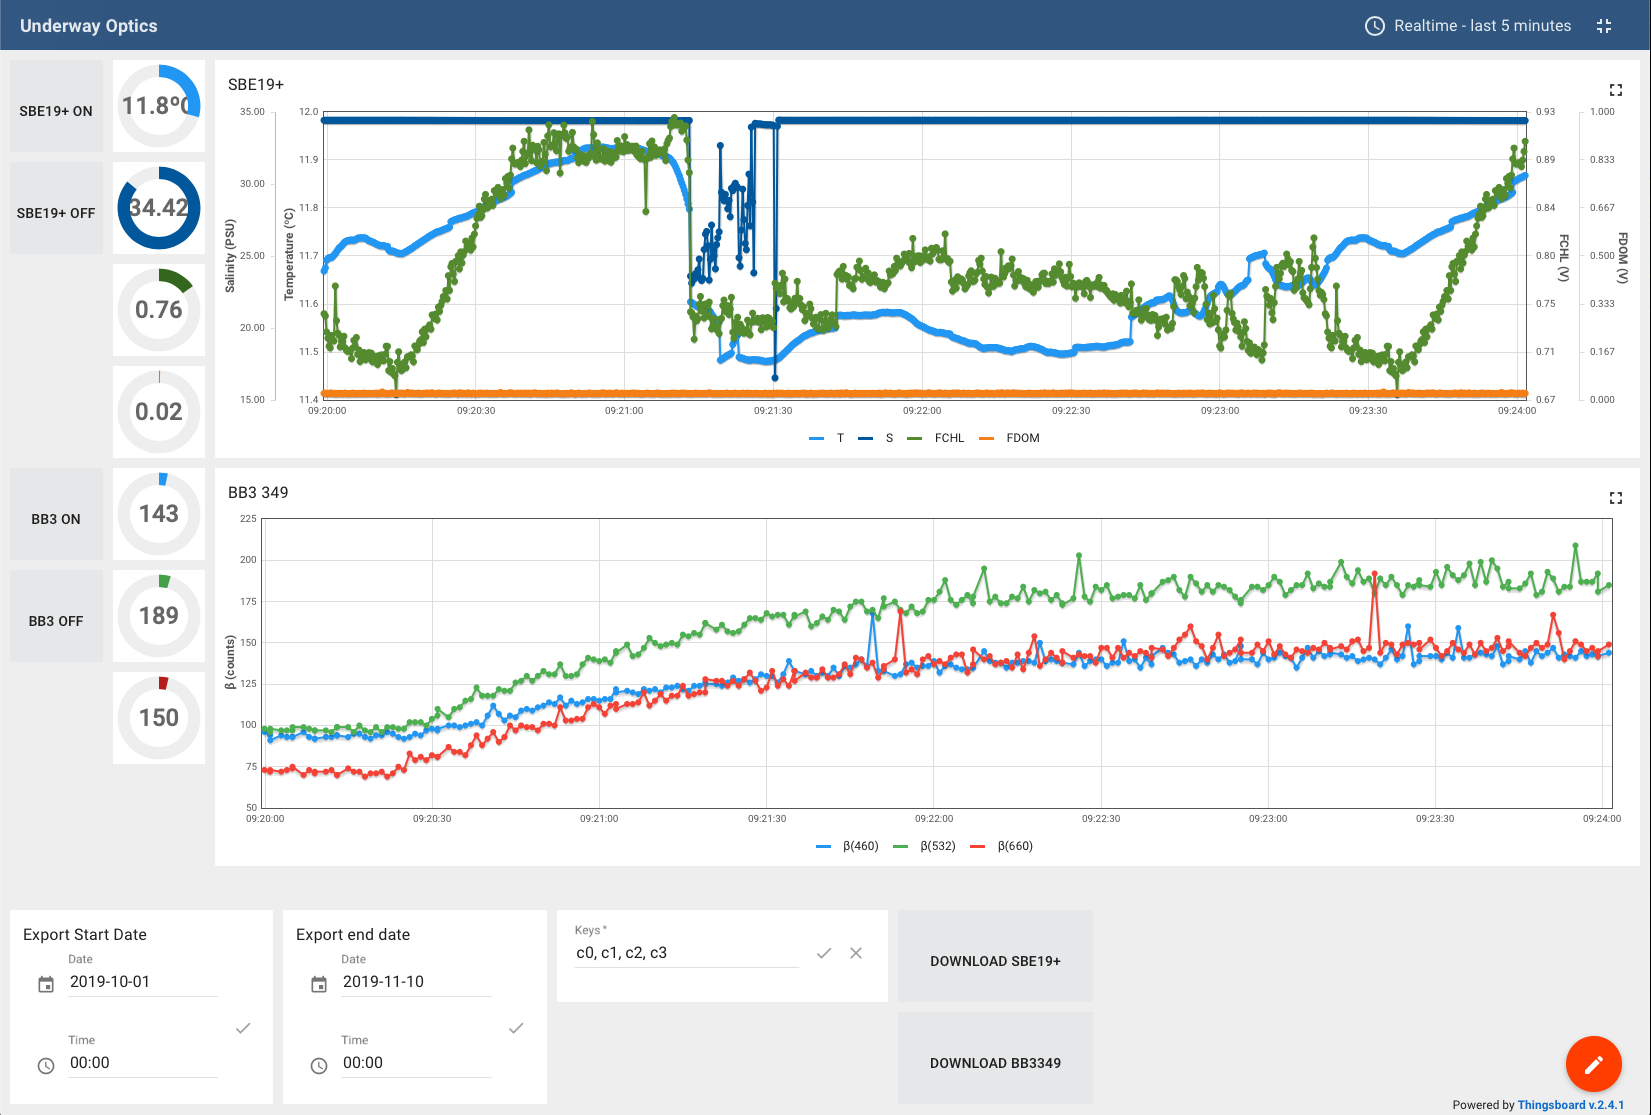 Underway Optics
Realtime - last 5 minutes
SBE19+ ON
11.8º
SBE19+ OFF
34.42
0.76
0.02
SBE19+
Salinity (PSU)
35.00
30.00
25.00
20.00
15.00
Temperature (°C)
12.0
11.9
11.8
11.7
11.6
11.5
11.4
0.93
0.89
0.84
0.80
0.75
0.71
0.67
FCHL (V)
1.000
0.833
0.667
0.500
0.333
0.167
0.000
FDOM (V)
09:20:00
09:20:30
09:21:00
09:21:30
09:22:00
09:22:30
09:23:00
09:23:30
09:24:00
T S FCHL FDOM
BB3 ON
143
BB3 OFF
189
150
BB3 349
β (counts)
225
200
175
150
125
100
75
50
09:20:00
09:20:30
09:21:00
09:21:30
09:22:00
09:22:30
09:23:00
09:23:30
09:24:00
β(460) β(532) β(660)
Export Start Date
Date
2019-10-01
Time
00:00
Export end date
Date
2019-11-10
Time
00:00
Keys *
c0, c1, c2, c3
DOWNLOAD SBE19+
DOWNLOAD BB3349
Powered by Thingsboard v.2.4.1